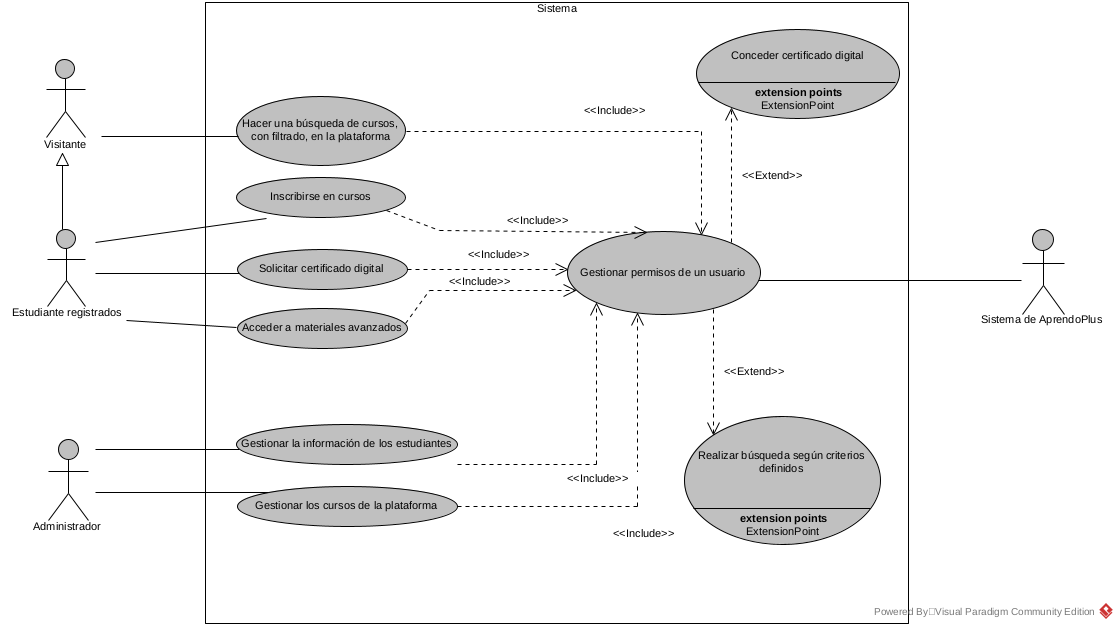 Sistema
Conceder certificado digital
extension points
ExtensionPoint
<<Include>>
Hacer una búsqueda de cursos,
con filtrado, en la plataforma
Visitante
<<Extend>>
Inscribirse en cursos
<<Include>>
<<Include>>
Solicitar certificado digital
Gestionar permisos de un usuario
<<Include>>
Estudiante registrados
Sistema de AprendoPlus
Acceder a materiales avanzados
<<Extend>>
Gestionar la información de los estudiantes
Realizar búsqueda según criterios
definidos
<<Include>>
Gestionar los cursos de la plataforma
extension points
ExtensionPoint
Administrador
<<Include>>
Powered By Visual Paradigm Community Edition